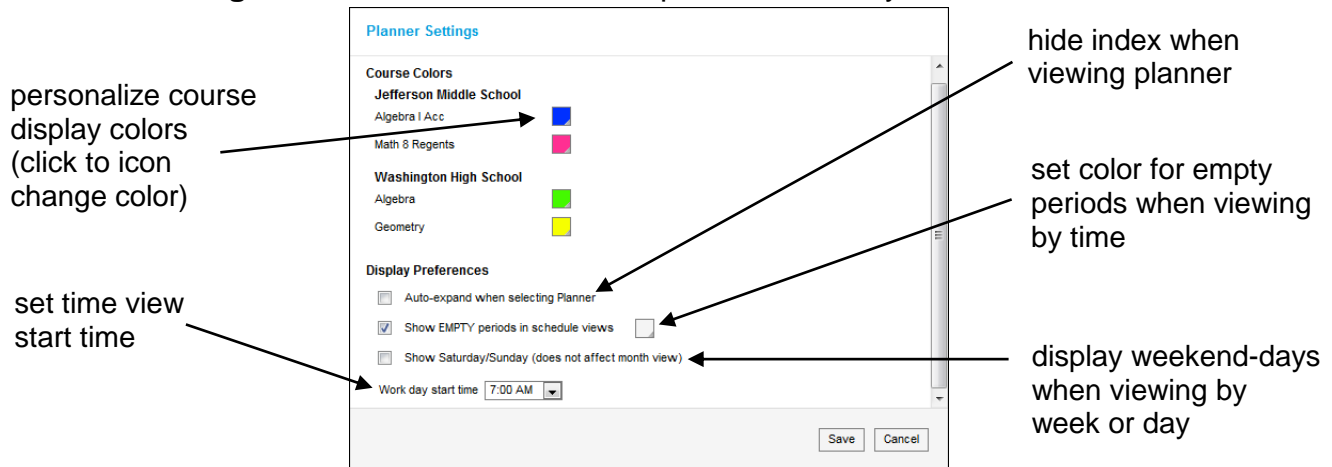 Planner Settings
Course Colors
Jefferson Middle School
Algebra I Acc
Math 8 Regents
Washington High School
Algebra
Geometry
Display Preferences
Auto-expand when selecting Planner
Show EMPTY periods in schedule views
Show Saturday/Sunday (does not affect month view)
Work day start time 7:00 AM
Save Cancel
personalize course
display colors
(click to icon
change color)
set time view
start time
hide index when
viewing planner
set color for empty
periods when viewing
by time
display weekend-days
when viewing by
week or day